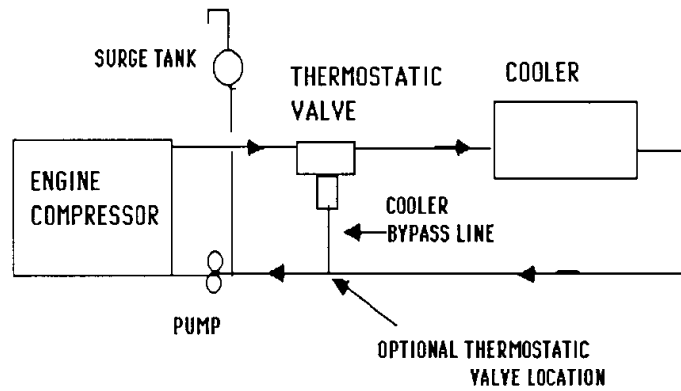 SURGE TANK
THERMOSTATIC
VALVE
COOLER
ENGINE
COMPRESSOR
COOLER
BYPASS LINE
PUMP
OPTIONAL THERMOSTATIC
VALVE LOCATION